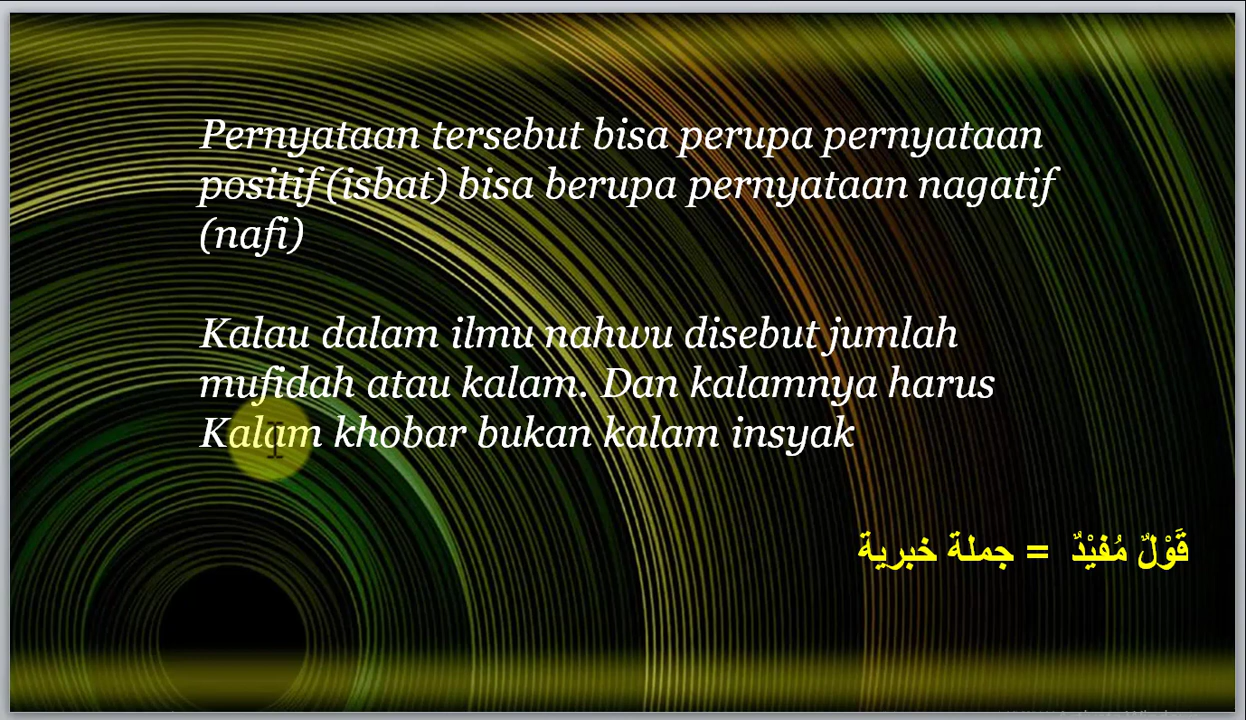 Pernyataan tersebut bisa perupa pernyataan
positif (isbat) bisa berupa pernyataan nagatif
(nafi)
Kalau dalam ilmu nahwu disebut jumlah
mufidah atau kalam. Dan kalamnya harus
Kalam khobar bukan kalam insyak
قَوْلٌ مُفيْدٌ = جملة خبرية